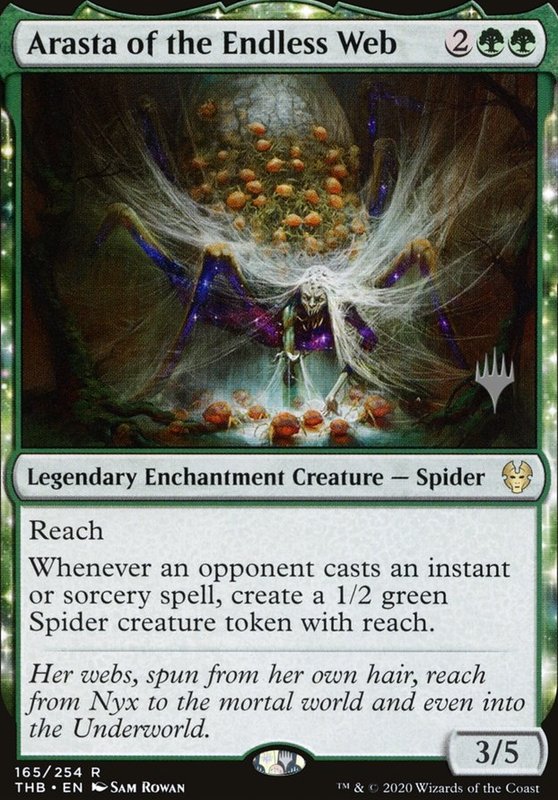 Arasta of the Endless Web 2
Legendary Enchantment Creature — Spider
Reach
Whenever an opponent casts an instant
or sorcery spell, create a 1/2 green
Spider creature token with reach.
Her webs, spun from her own hair, reach
from Nyx to the mortal world and even into
the Underworld.
3/5
165/254 R
THB • EN SAM ROWAN
™ & © 2020 Wizards of the Coast